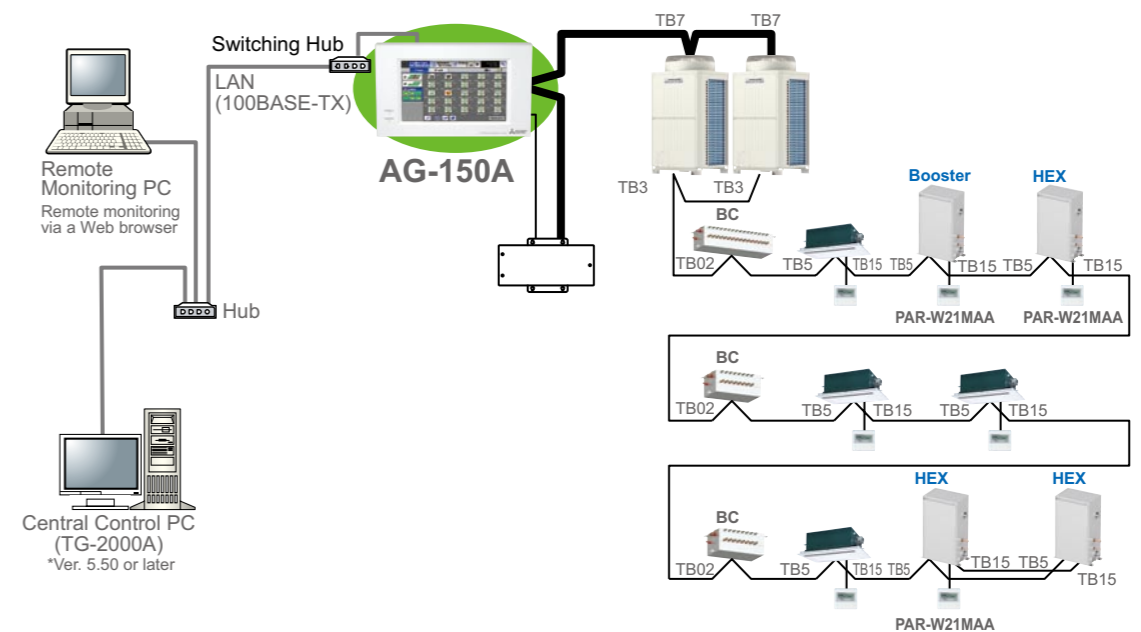 TB7
TB7
Switching Hub
LAN
(100BASE-TX)
AG-150A
Remote
Monitoring PC
Remote monitoring
via a Web browser
Hub
Central Control PC
(TG-2000A)
*Ver. 5.50 or later
TB3
TB3
Booster
HEX
BC
TB02
TB5
TB15
TB5
TB15
TB5
TB15
PAR-W21MAA
PAR-W21MAA
BC
TB02
TB5
TB15
TB5
TB15
HEX
HEX
BC
TB02
TB5
TB15
TB5
TB15
TB5
TB15
PAR-W21MAA